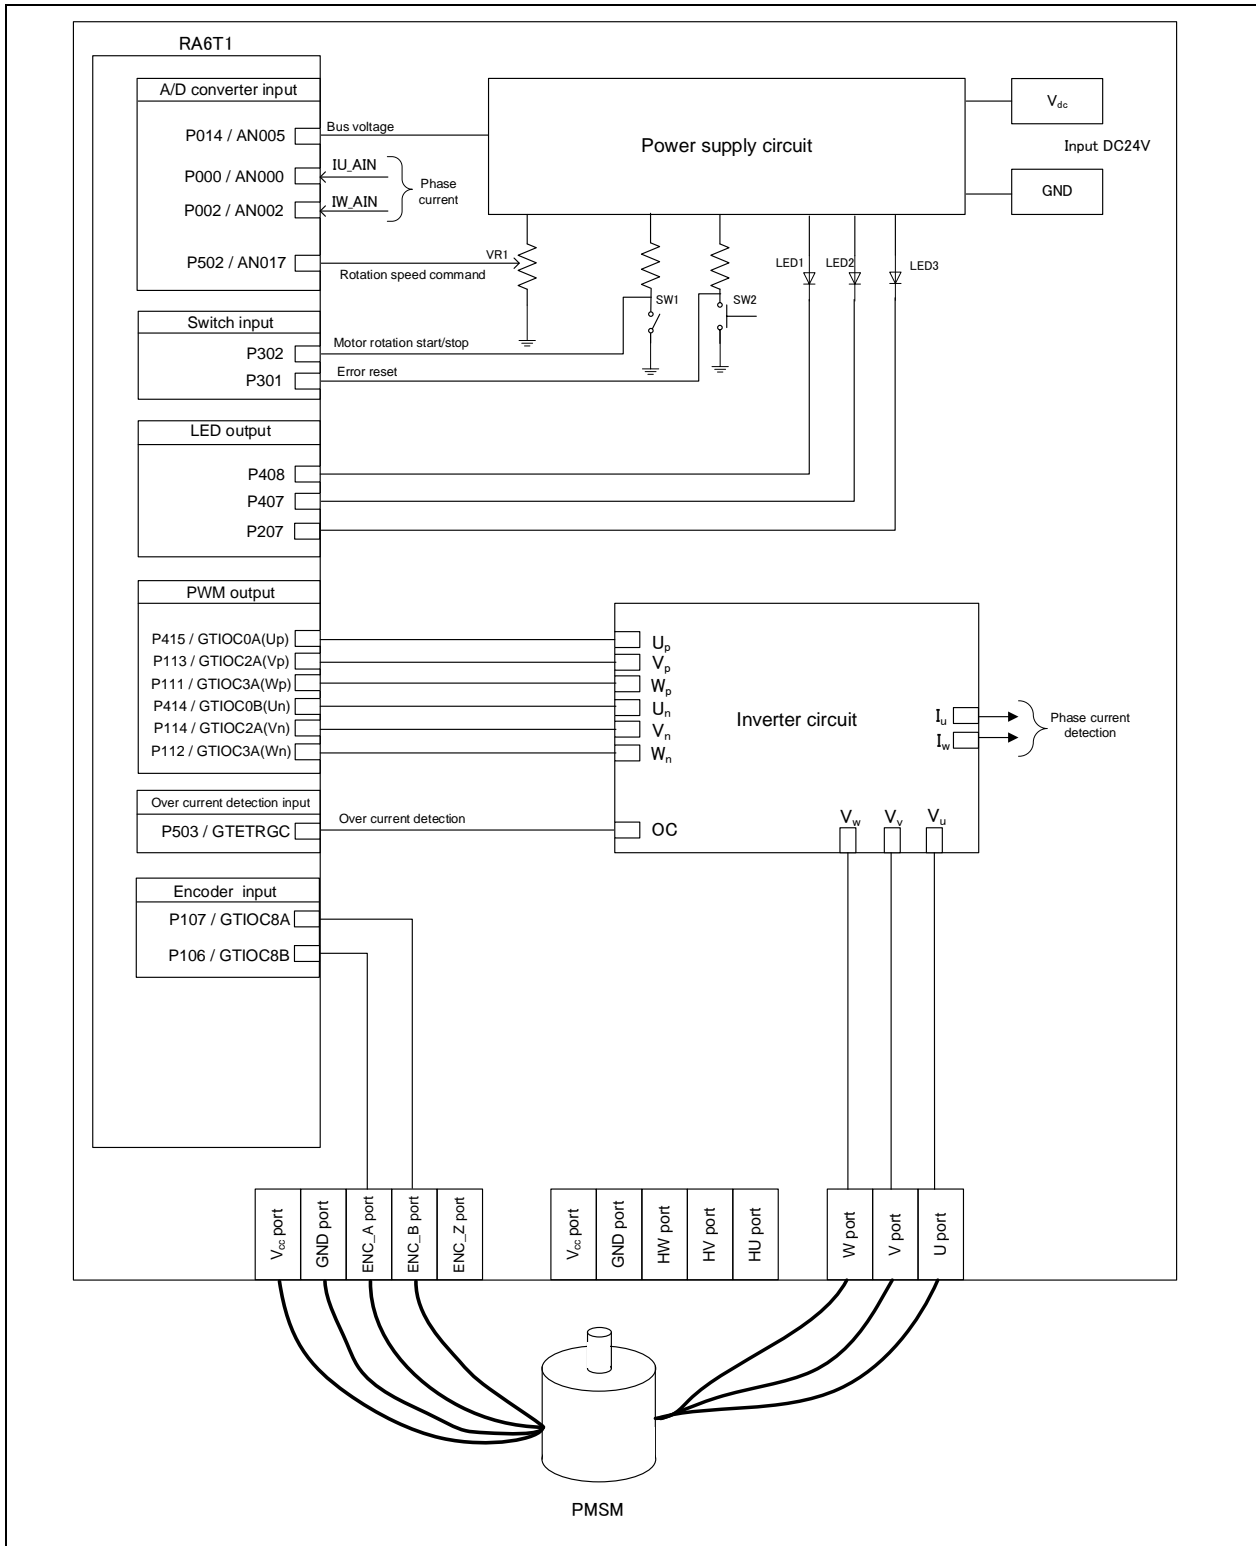 RA6T1
A/D converter input
P014 / AN005
Bus voltage
P000 / AN000
IU_AIN
P002 / AN002
IW_AIN
Phase
current
P502 / AN017
Rotation speed command
VR1
Power supply circuit
Vdc
Input DC24V
GND
SW1
SW2
LED1
LED2
LED3
Switch input
P302
Motor rotation start/stop
P301
Error reset
LED output
P408
P407
P207
PWM output
P415 / GTIOC0A(Up)
P113 / GTIOC2A(Vp)
P111 / GTIOC3A(Wp)
P414 / GTIOC0B(Un)
P114 / GTIOC2A(Vn)
P112 / GTIOC3A(Wn)
Up
Vp
Wp
Un
Vn
Wn
Inverter circuit
Iu
Iw
Phase current
detection
Over current detection input
P503 / GTETRGC
Over current detection
OC
Vw
Vv
Vu
Encoder input
P107 / GTIOC8A
P106 / GTIOC8B
Vcc port
GND port
ENC_A port
ENC_B port
ENC_Z port
Vcc port
GND port
HW port
HV port
HU port
W port
V port
U port
PMSM